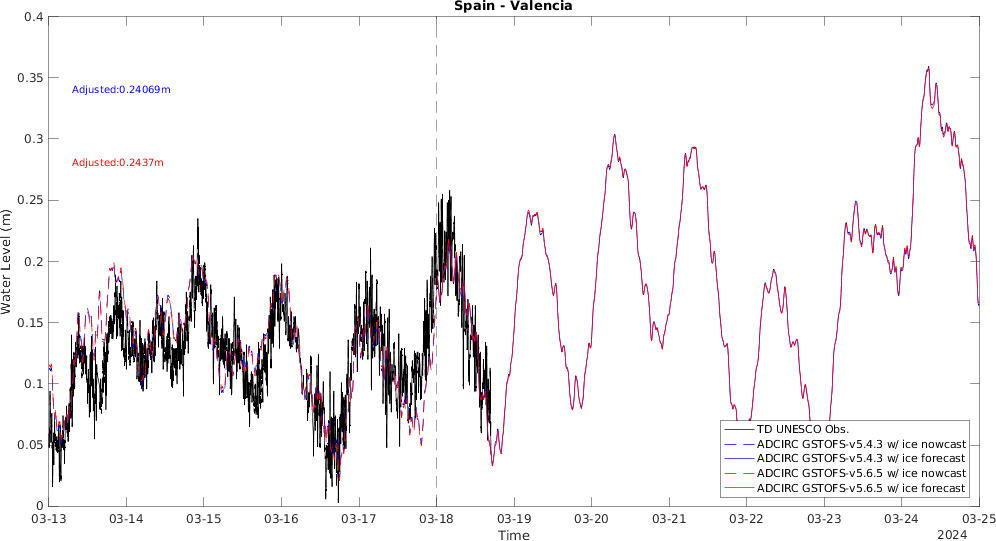 Spain - Valencia
0.4
0.35
0.3
0.25
0.2
0.15
0.1
0.05
0
Water Level (m)
Adjusted:0.24069m
Adjusted:0.2437m
TD UNESCO Obs.
ADCIRC GSTOFS-v5.4.3 w/ ice nowcast
ADCIRC GSTOFS-v5.4.3 w/ ice forecast
ADCIRC GSTOFS-v5.6.5 w/ ice nowcast
ADCIRC GSTOFS-v5.6.5 w/ ice forecast
03-13 03-14 03-15 03-16 03-17 03-18 03-19 03-20 03-21 03-22 03-23 03-24 03-25
Time
2024